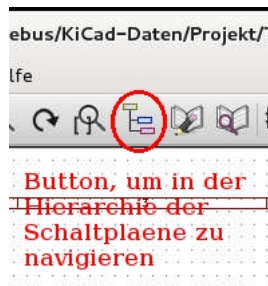 ebus/KiCad-Daten/Projekt/
lfe
Button, um in der
Hierarchie der
Schaltplaene zu
navigieren